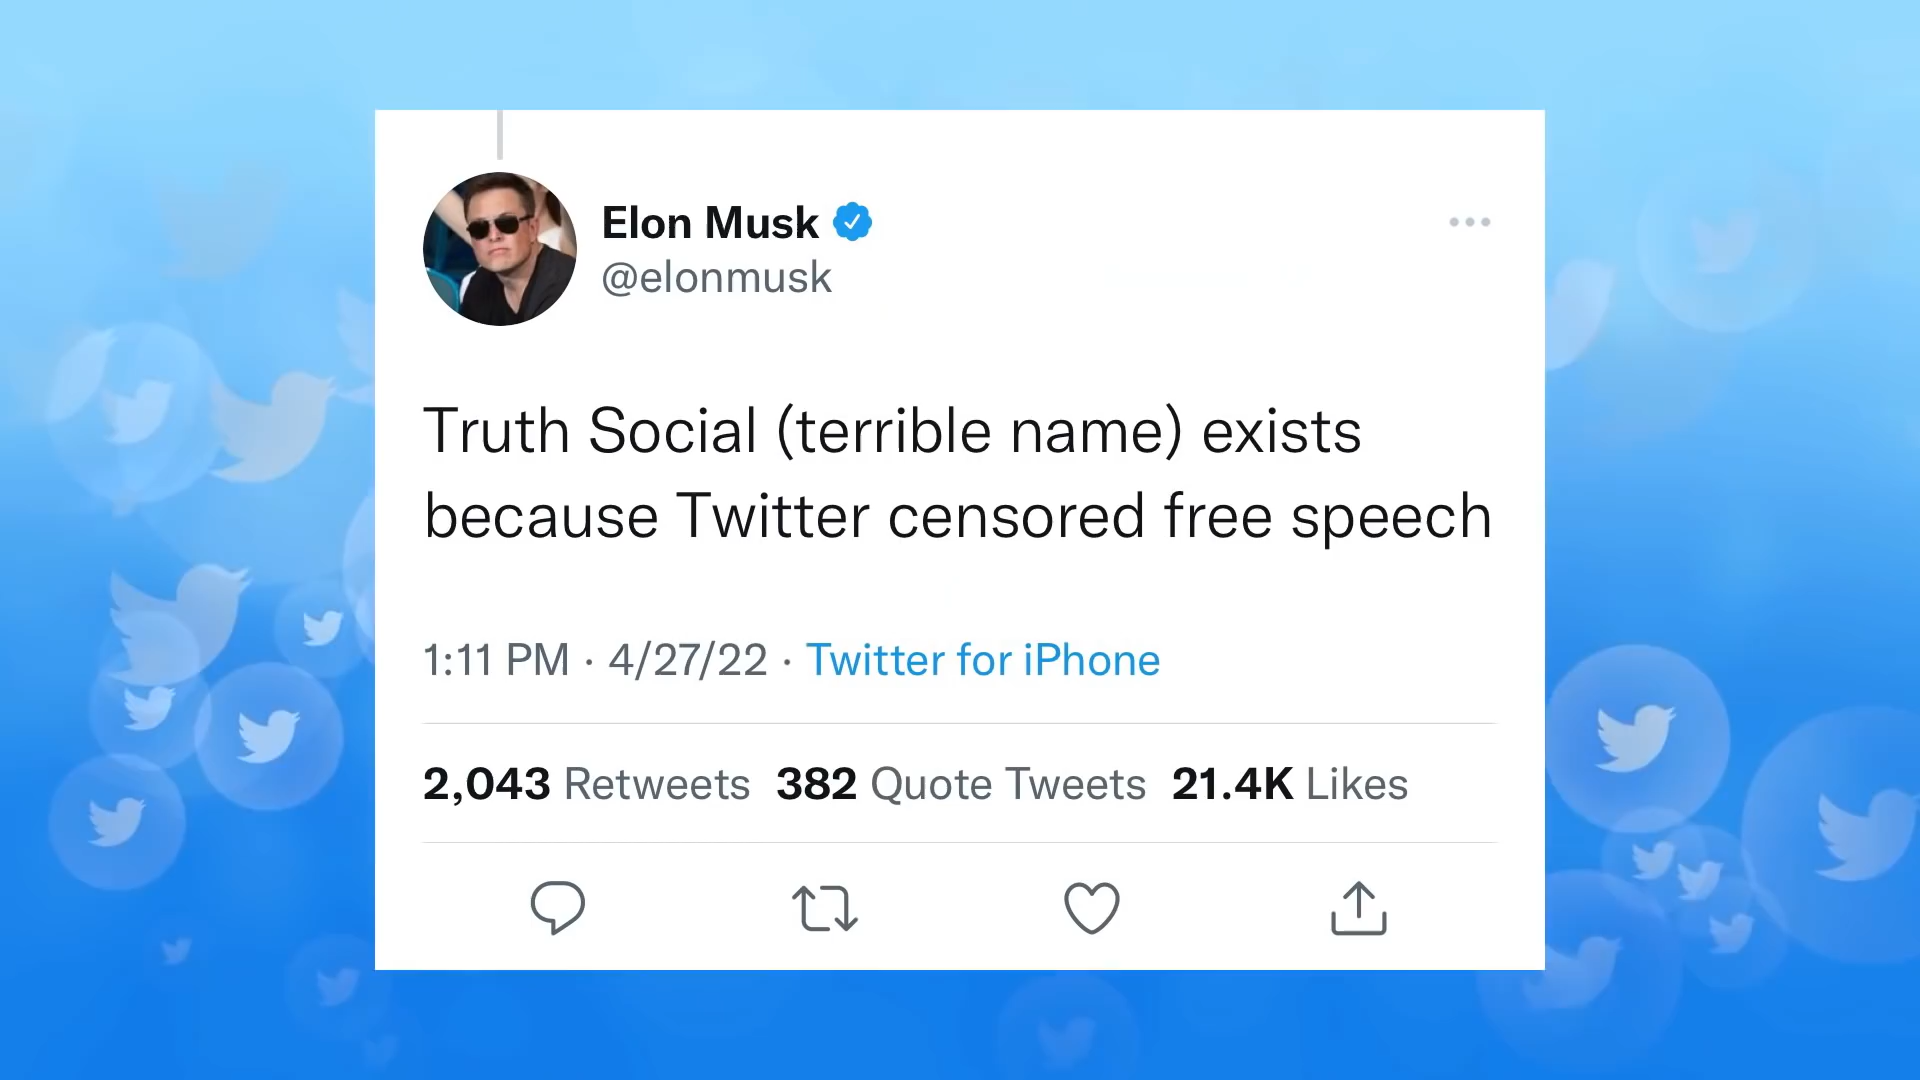 Elon Musk
@elonmusk
Truth Social (terrible name) exists
because Twitter censored free speech
1:11 PM · 4/27/22 · Twitter for iPhone
2,043 Retweets 382 Quote Tweets 21.4K Likes